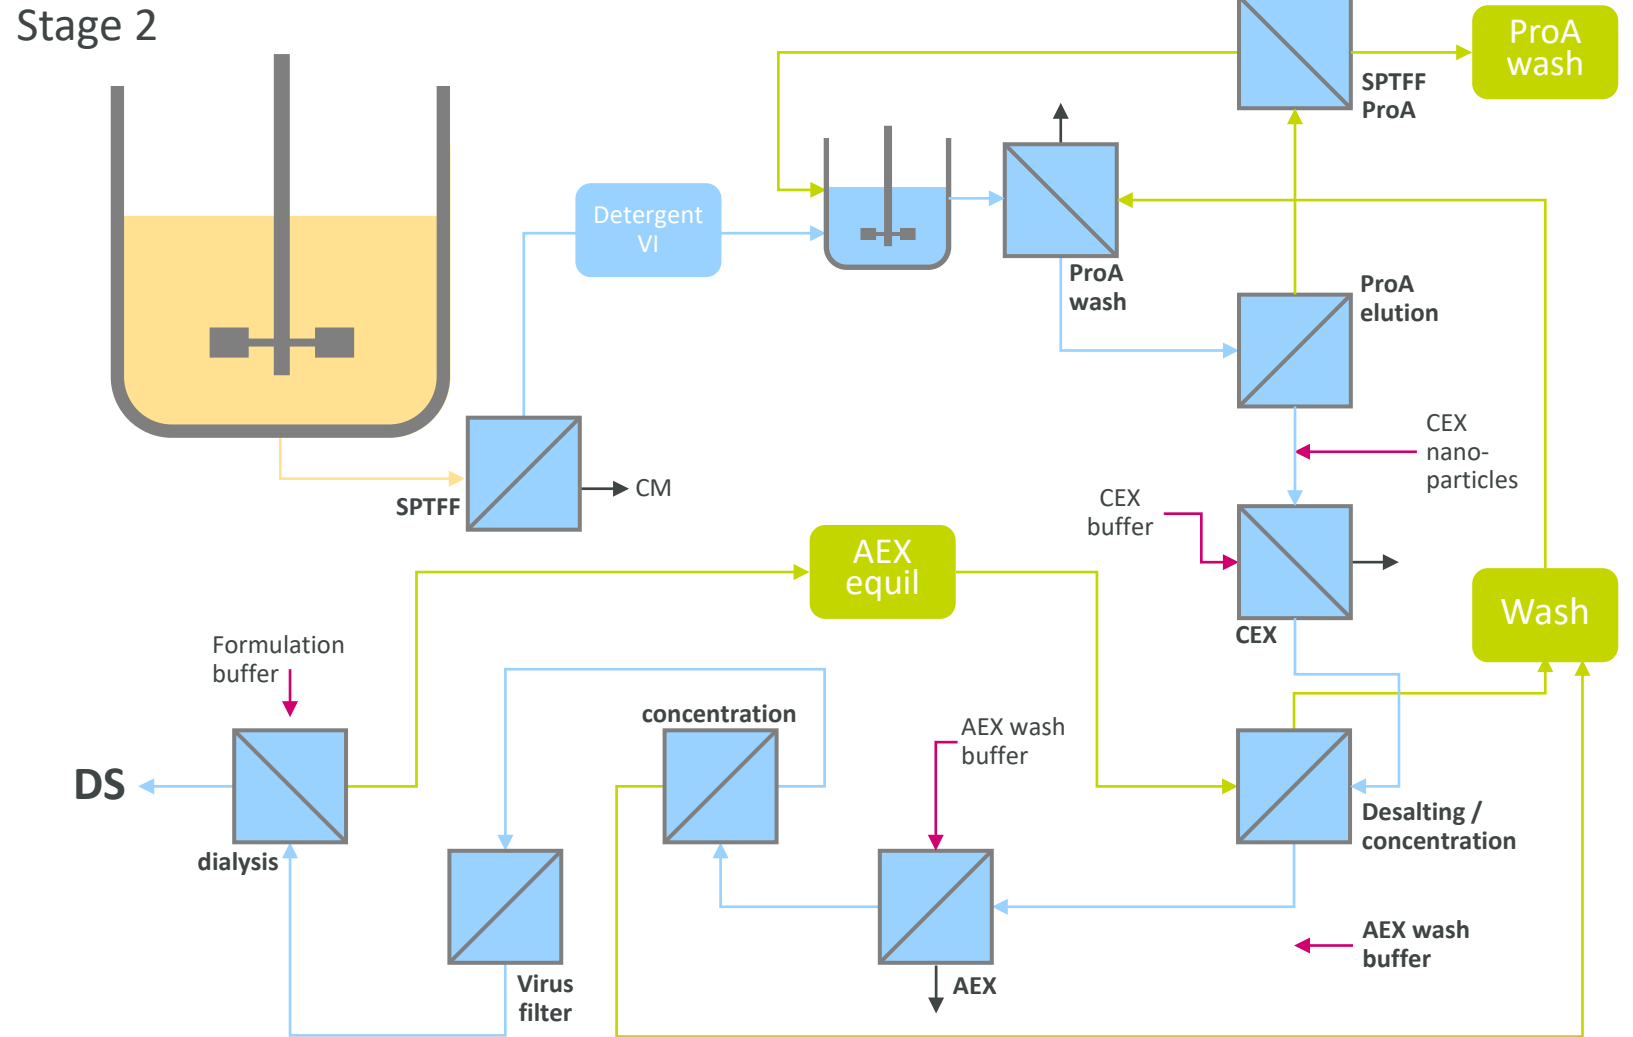 Stage 2
ProA
wash
SPTFF
ProA
Detergent
VI
ProA
wash
ProA
elution
CEX
nano-
particles
SPTFF
CM
CEX
buffer
CEX
AEX
equil
Wash
Formulation
buffer
concentration
AEX wash
buffer
DS
dialysis
Desalting /
concentration
Virus
filter
AEX
AEX wash
buffer